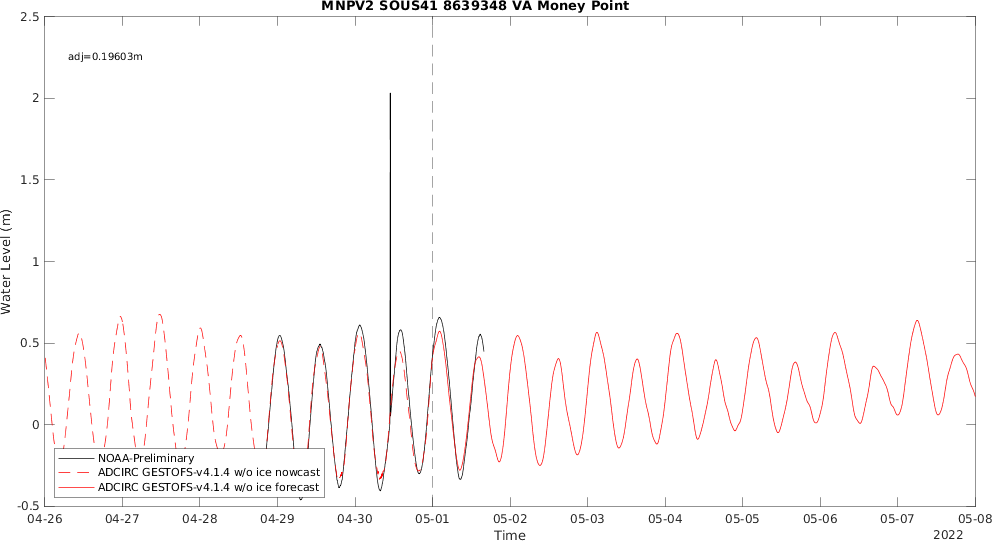 MNPV2 SOUS41 8639348 VA Money Point
2.5
adj=0.19603m
2
1.5
1
0.5
0
-0.5
Water Level (m)
NOAA-Preliminary
ADCIRC GESTOFS-v4.1.4 w/o ice nowcast
ADCIRC GESTOFS-v4.1.4 w/o ice forecast
04-26 04-27 04-28 04-29 04-30 05-01 05-02 05-03 05-04 05-05 05-06 05-07 05-08
Time
2022